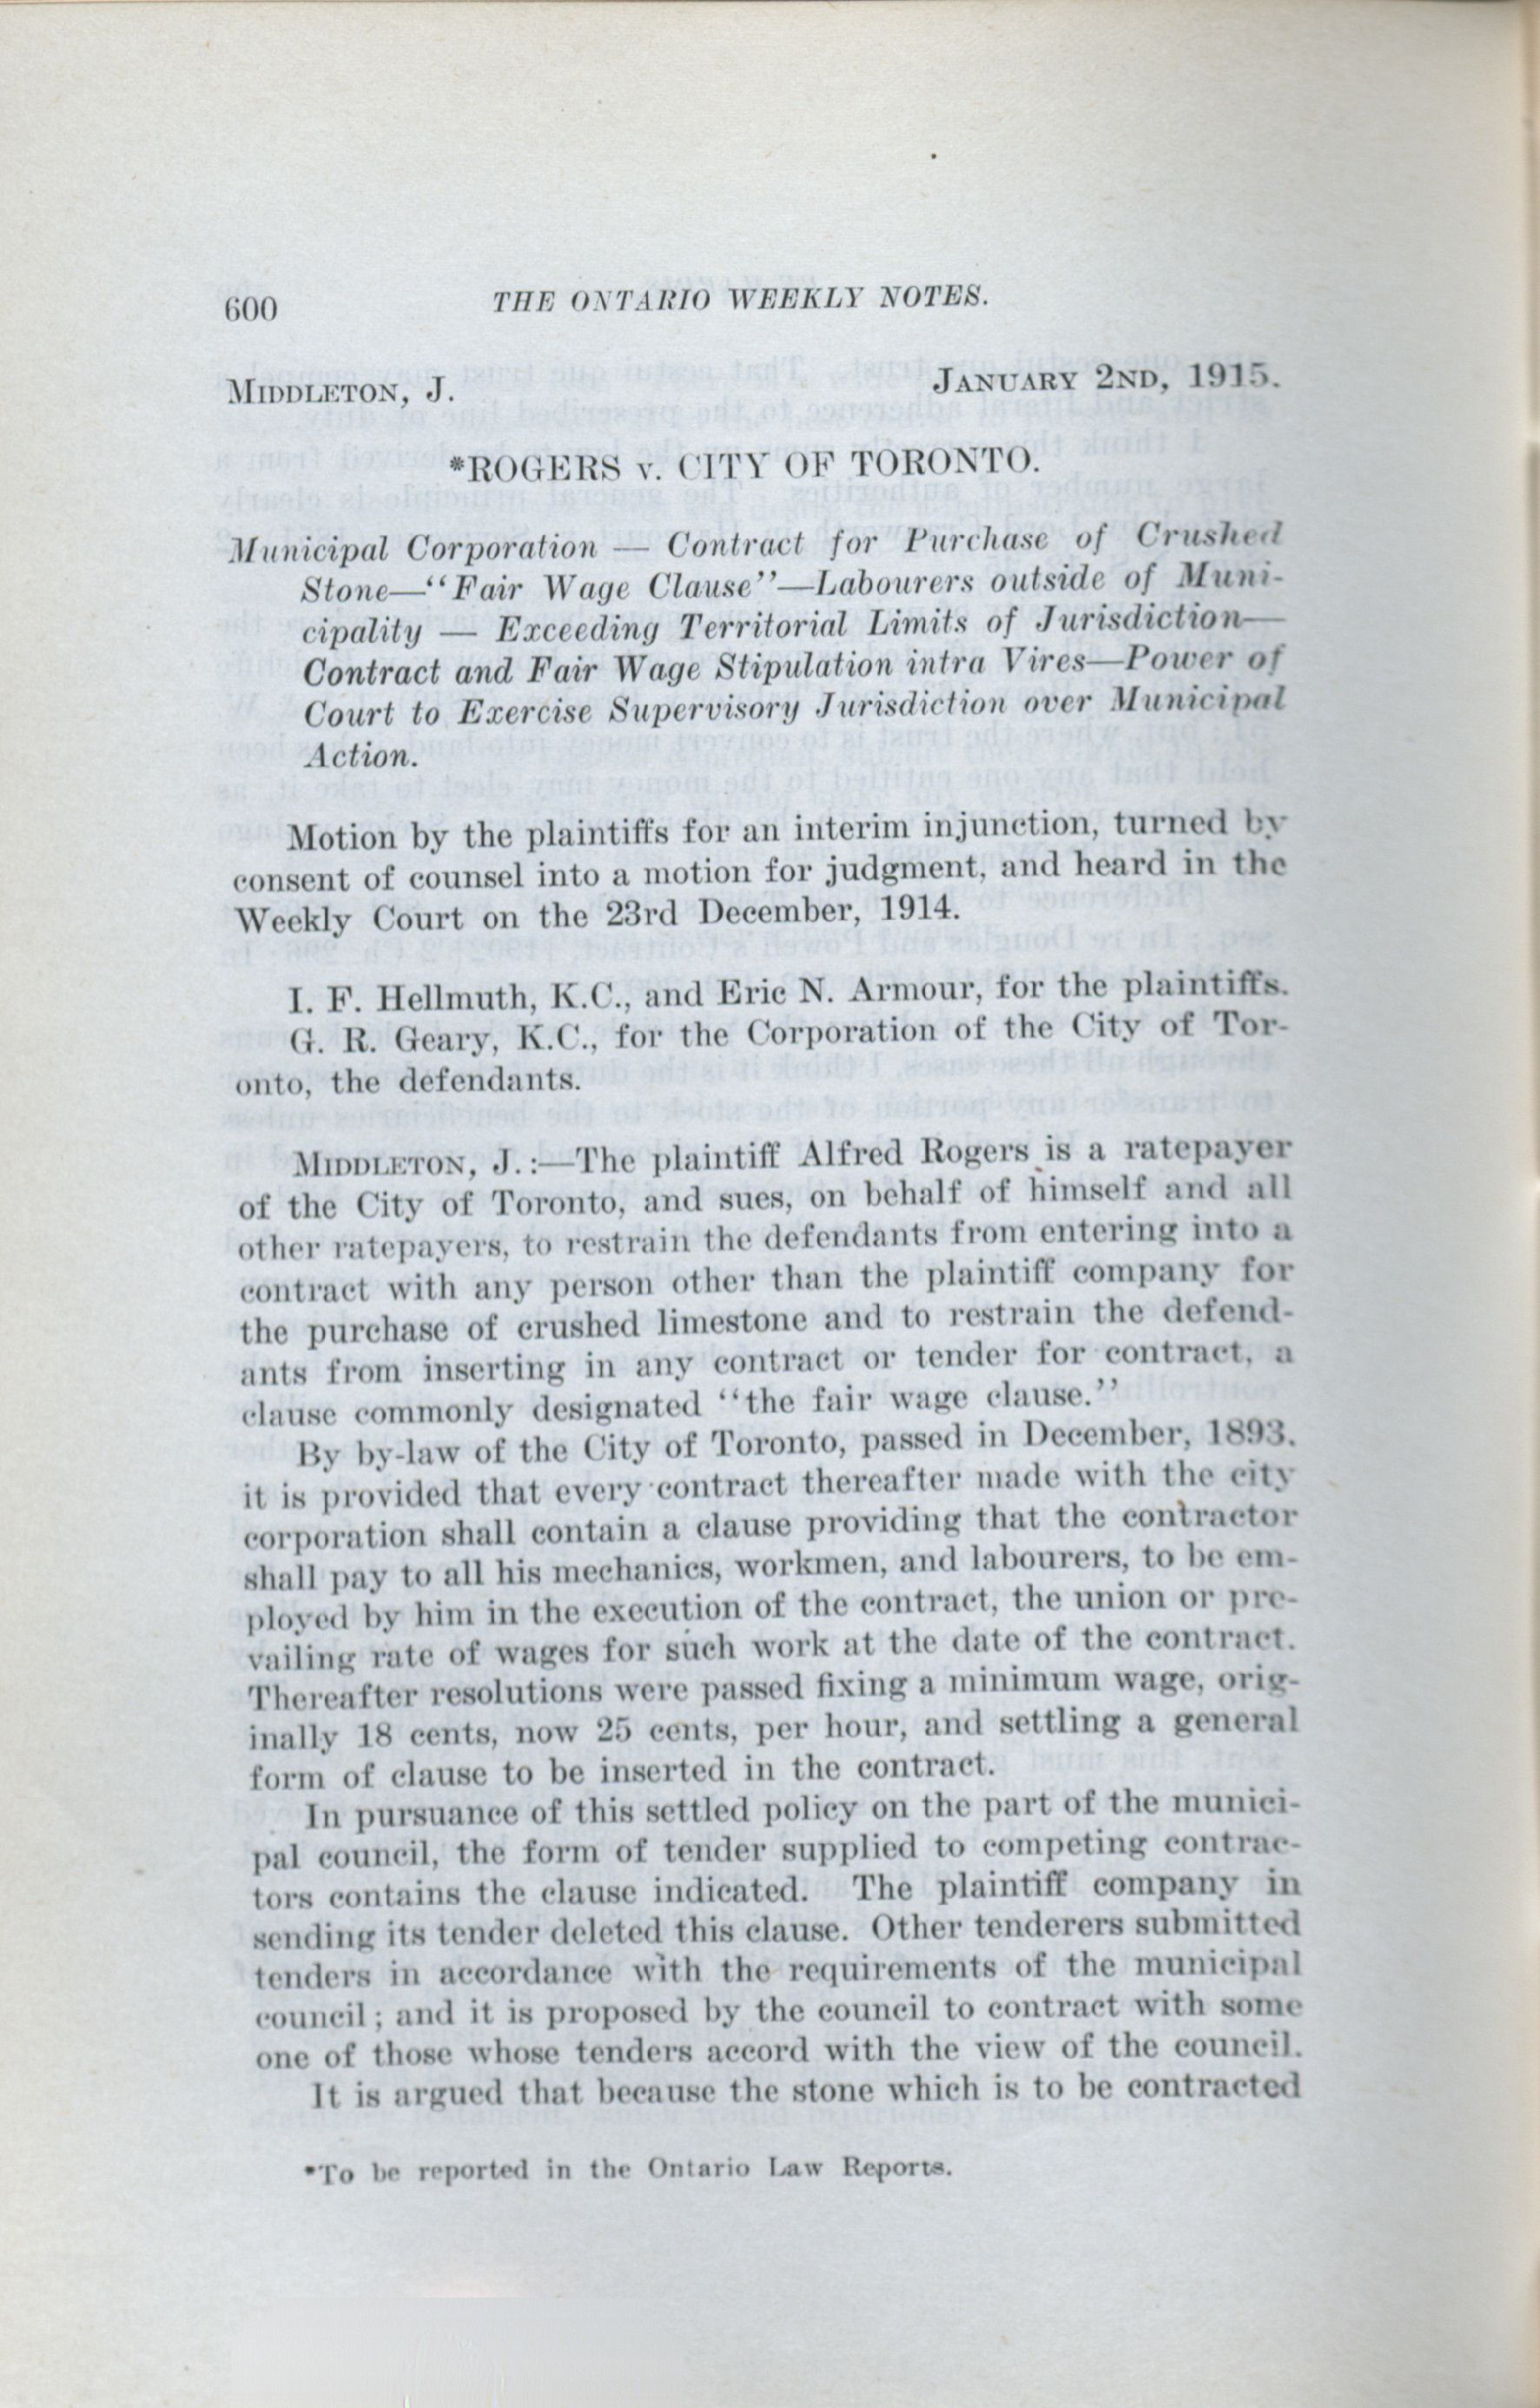 600 THE ONTARIO WEEKLY NOTES.
MIDDLETON, J. JANUARY 2ND, 1915.
*ROGERS v. CITY OF TORONTO.
Municipal Corporation — Contract for Purchase of Crushed
Stone—"Fair Wage Clause"—Labourers outside of Muni-
cipality — Exceeding Territorial Limits of Jurisdiction—
Contract and Fair Wage Stipulation intra Vires—Power of
Court to Exercise Supervisory Jurisdiction over Municipal
Action.
Motion by the plaintiffs for an interim injunction, turned by
consent of counsel into a motion for judgment, and heard in the
Weekly Court on the 23rd December, 1914.
I. F. Hellmuth, K.C., and Eric N. Armour, for the plaintiffs.
G. R. Geary, K.C., for the Corporation of the City of Tor-
onto, the defendants.
MIDDLETON, J.:—The plaintiff Alfred Rogers is a ratepayer
of the City of Toronto, and sues, on behalf of himself and all
other ratepayers, to restrain the defendants from entering into a
contract with any person other than the plaintiff company for
the purchase of crushed limestone and to restrain the defend-
ants from inserting in any contract or tender for contract, a
clause commonly designated "the fair wage clause."
By by-law of the City of Toronto, passed in December, 1893,
it is provided that every contract thereafter made with the city
corporation shall contain a clause providing that the contractor
shall pay to all his mechanics, workmen, and labourers, to be em-
ployed by him in the execution of the contract, the union or pre-
vailing rate of wages for such work at the date of the contract.
Thereafter resolutions were passed fixing a minimum wage, orig-
inally 18 cents, now 25 cents, per hour, and settling a general
form of clause to be inserted in the contract.
In pursuance of this settled policy on the part of the munici-
pal council, the form of tender supplied to competing contrac-
tors contains the clause indicated. The plaintiff company in
sending its tender deleted this clause. Other tenderers submitted
tenders in accordance with the requirements of the municipal
council; and it is proposed by the council to contract with some
one of those whose tenders accord with the view of the council.
It is argued that because the stone which is to be contracted
*To be reported in the Ontario Law Reports.